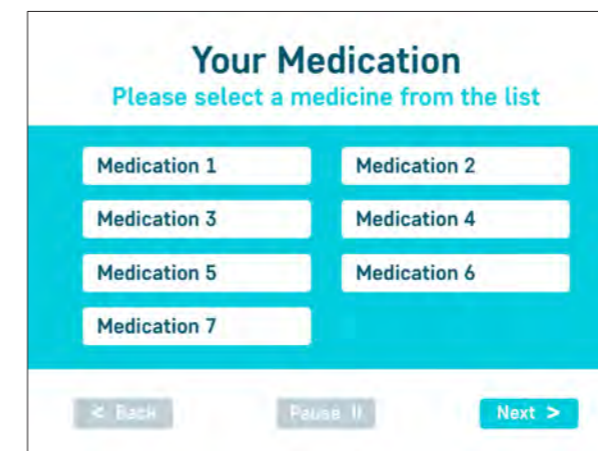 Your Medication
Please select a medicine from the list
Medication 1 Medication 2
Medication 3 Medication 4
Medication 5 Medication 6
Medication 7
< Back Pause II Next >